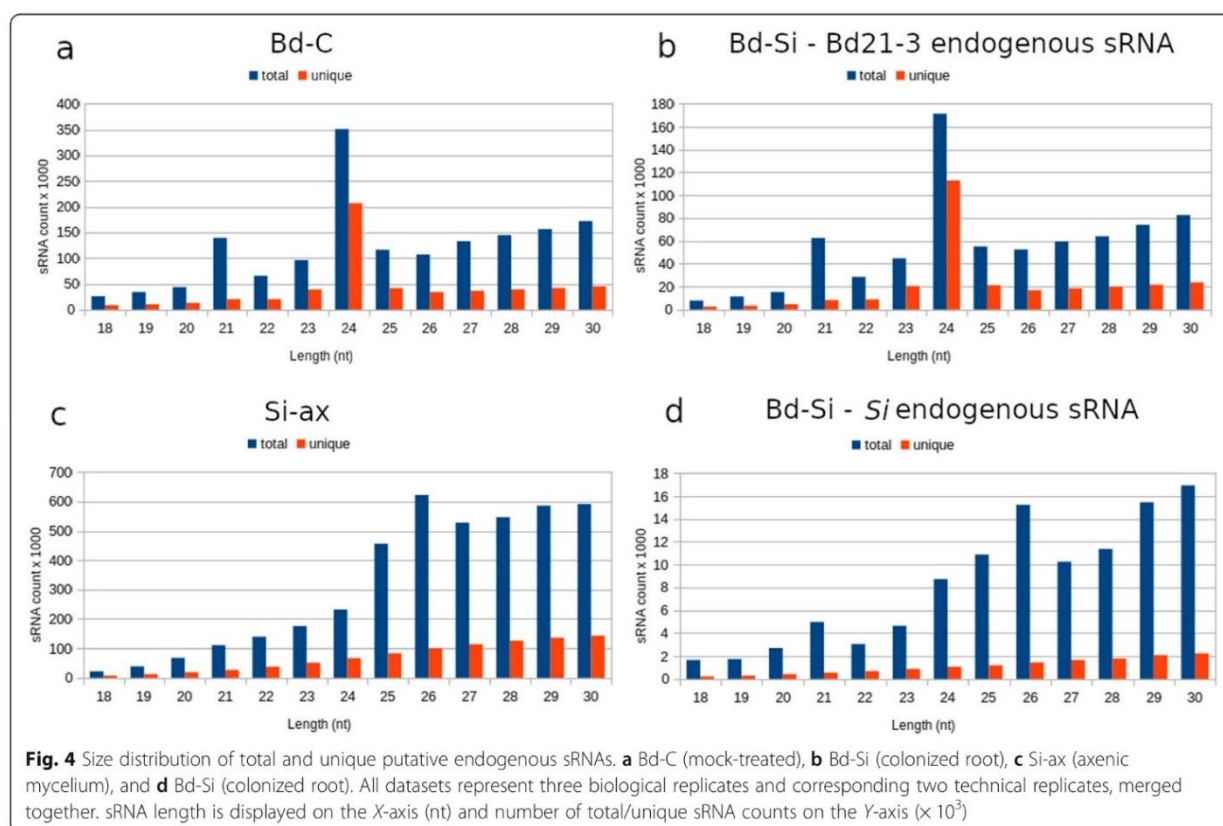 a Bd-C
total unique
sRNA count x 1000
400
350
300
250
200
150
100
50
0
18 19 20 21 22 23 24 25 26 27 28 29 30
Length (nt)
b Bd-Si - Bd21-3 endogenous sRNA
total unique
sRNA count x 1000
180
160
140
120
100
80
60
40
20
0
18 19 20 21 22 23 24 25 26 27 28 29 30
Length (nt)
c Si-ax
total unique
sRNA count x 1000
700
600
500
400
300
200
100
0
18 19 20 21 22 23 24 25 26 27 28 29 30
Length (nt)
d Bd-Si - Si endogenous sRNA
total unique
sRNA count x 1000
18
16
14
12
10
8
6
4
2
0
18 19 20 21 22 23 24 25 26 27 28 29 30
Length (nt)
Fig. 4 Size distribution of total and unique putative endogenous sRNAs. a Bd-C (mock-treated), b Bd-Si (colonized root), c Si-ax (axenic
mycelium), and d Bd-Si (colonized root). All datasets represent three biological replicates and corresponding two technical replicates, merged
together. sRNA length is displayed on the X-axis (nt) and number of total/unique sRNA counts on the Y-axis (× 10³)